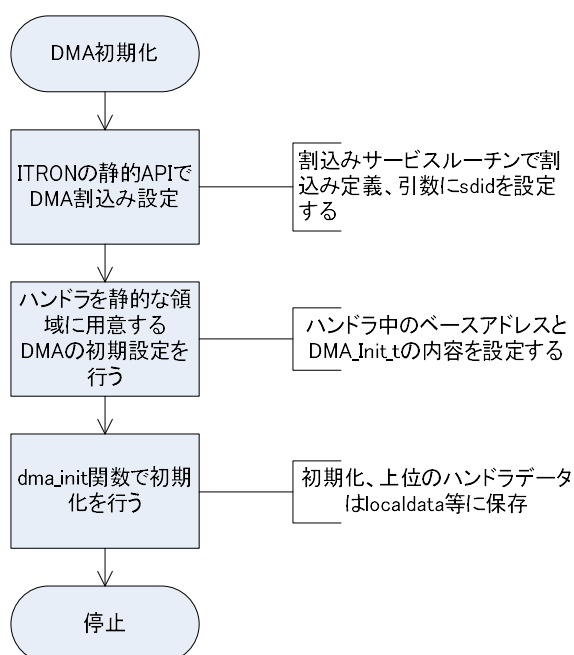 DMA初期化
ITRONの静的APIで
DMA割込み設定
割込みサービスルーチンで割
込み定義、引数にsdidを設定
する
ハンドラを静的な領
域に用意する
DMAの初期設定を
行う
ハンドラ中のベースアドレスと
DMA_Init_tの内容を設定する
dma_init関数で初期
化を行う
初期化、上位のハンドラデータ
はlocaldata等に保存
停止